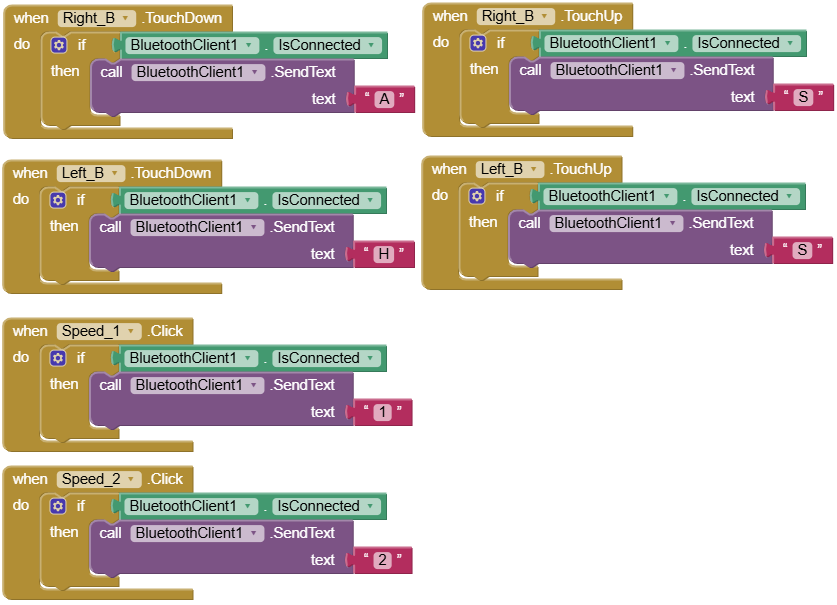 when Right_B .TouchDown
do if BluetoothClient1 . IsConnected
then call BluetoothClient1 .SendText
text “ A ”
when Right_B .TouchUp
do if BluetoothClient1 . IsConnected
then call BluetoothClient1 .SendText
text “ S ”
when Left_B .TouchDown
do if BluetoothClient1 . IsConnected
then call BluetoothClient1 .SendText
text “ H ”
when Left_B .TouchUp
do if BluetoothClient1 . IsConnected
then call BluetoothClient1 .SendText
text “ S ”
when Speed_1 .Click
do if BluetoothClient1 . IsConnected
then call BluetoothClient1 .SendText
text “ 1 ”
when Speed_2 .Click
do if BluetoothClient1 . IsConnected
then call BluetoothClient1 .SendText
text “ 2 ”